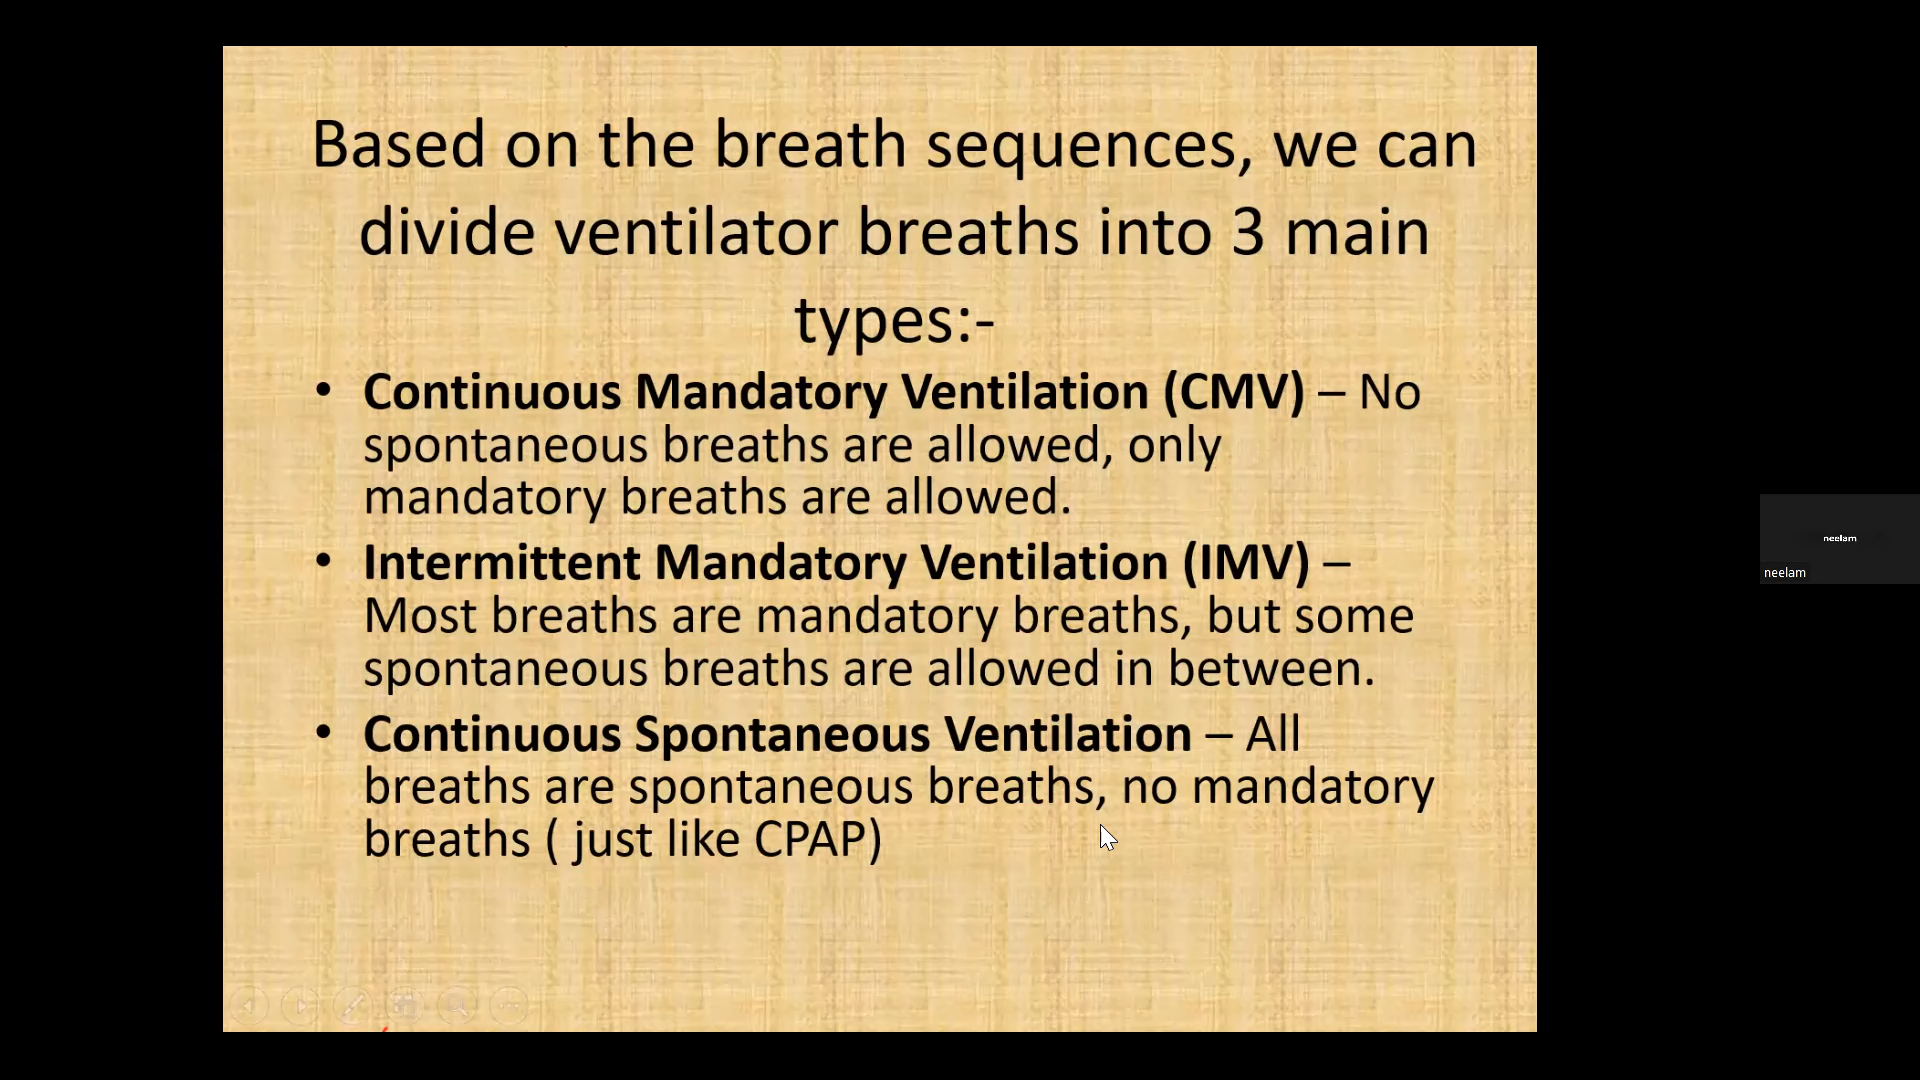 Based on the breath sequences, we can
divide ventilator breaths into 3 main
types:-
• Continuous Mandatory Ventilation (CMV) – No
spontaneous breaths are allowed, only
mandatory breaths are allowed.
• Intermittent Mandatory Ventilation (IMV) –
Most breaths are mandatory breaths, but some
spontaneous breaths are allowed in between.
• Continuous Spontaneous Ventilation – All
breaths are spontaneous breaths, no mandatory
breaths ( just like CPAP)
neelam
neelam